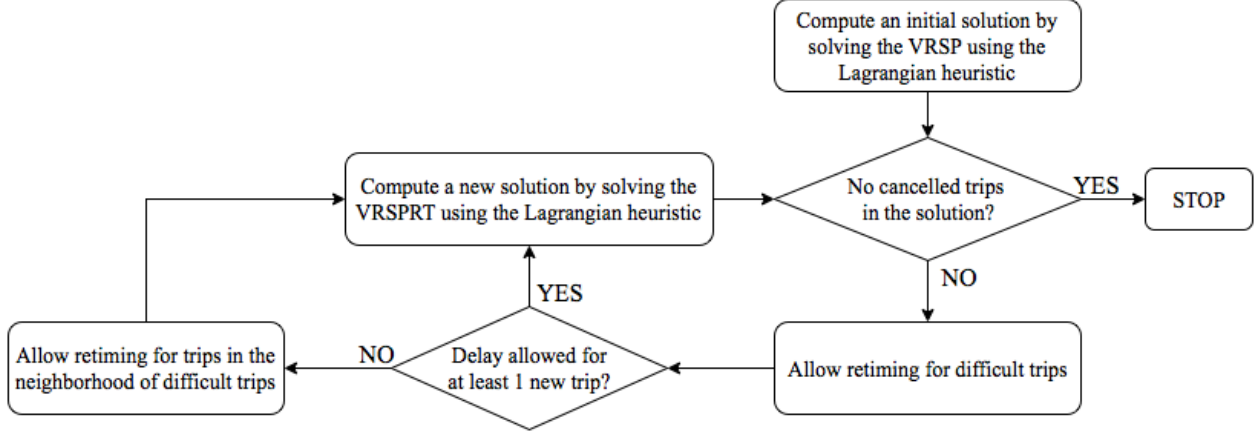 Compute an initial solution by
solving the VRSP using the
Lagrangian heuristic
Compute a new solution by solving the
VRSPRT using the Lagrangian heuristic
No cancelled trips
in the solution?
YES
STOP
NO
YES
Allow retiming for trips in the
neighborhood of difficult trips
NO
Delay allowed for
at least 1 new trip?
Allow retiming for difficult trips